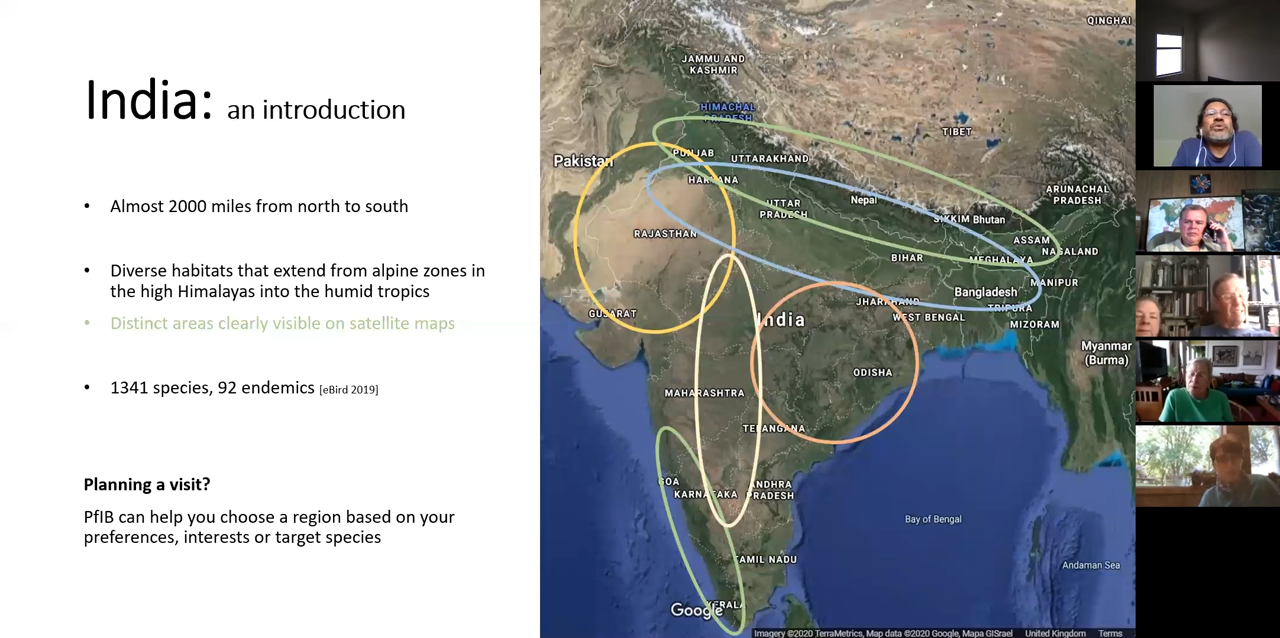 India: an introduction
• Almost 2000 miles from north to south
• Diverse habitats that extend from alpine zones in
the high Himalayas into the humid tropics
• Distinct areas clearly visible on satellite maps
• 1341 species, 92 endemics [eBird 2019]
Planning a visit?
PfIB can help you choose a region based on your
preferences, interests or target species
QINGHAI
JAMMU AND
KASHMIR
HIMACHAL
PRADESH
TIBET
Pakistan
PUNJAB
UTTARAKHAND
HARYANA
ARUNACHAL
PRADESH
Nepal
UTTAR
PRADESH
SIKKIM Bhutan
RAJASTHAN
ASSAM
NAGALAND
BIHAR
MEGHALAYA
MANIPUR
Bangladesh
JHARKHAND
TRIPURA
GUJARAT
India
WEST BENGAL
MIZORAM
Myanmar
(Burma)
ODISHA
MAHARASHTRA
TELANGANA
GOA
KARNATAKA
ANDHRA
PRADESH
Bay of Bengal
TAMIL NADU
Andaman Sea
KERALA
Google
Imagery ©2020 TerraMetrics, Map data ©2020 Google, Mapa GISrael United Kingdom Terms